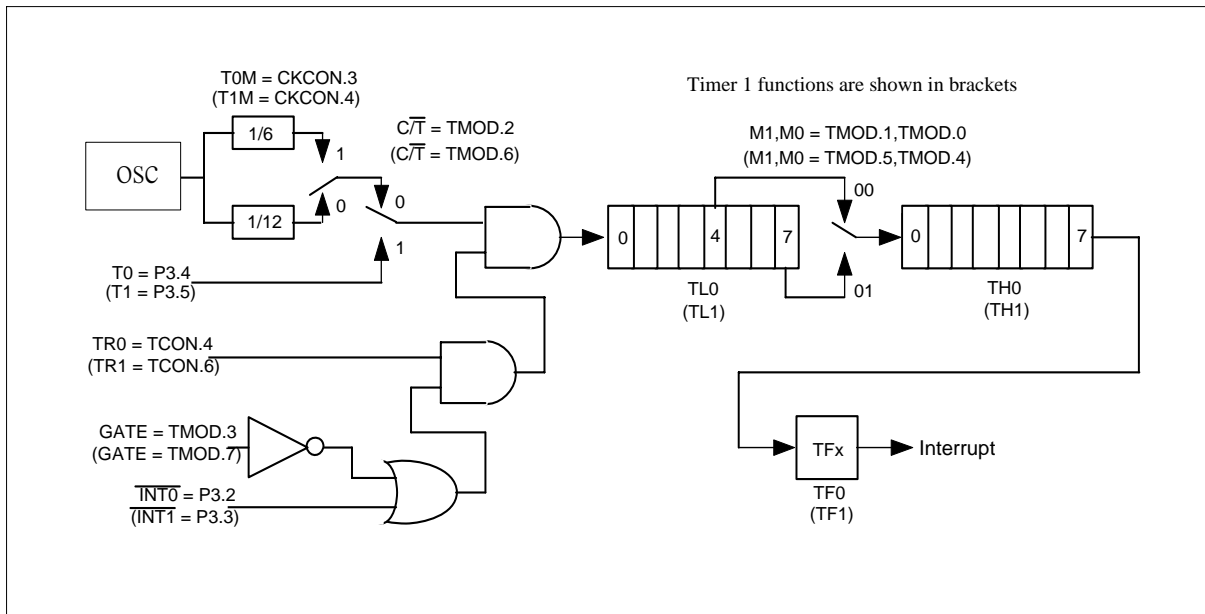 T0M = CKCON.3
(T1M = CKCON.4)
Timer 1 functions are shown in brackets
1/6
OSC
1
C/T̅ = TMOD.2
(C/T̅ = TMOD.6)
M1,M0 = TMOD.1,TMOD.0
(M1,M0 = TMOD.5,TMOD.4)
0
1/12
0
1
00
0 4 7
0 7
01
T0 = P3.4
(T1 = P3.5)
TL0
(TL1)
TH0
(TH1)
TR0 = TCON.4
(TR1 = TCON.6)
GATE = TMOD.3
(GATE = TMOD.7)
TFx
Interrupt
TF0
(TF1)
I̅N̅T̅0̅ = P3.2
(I̅N̅T̅1̅ = P3.3)